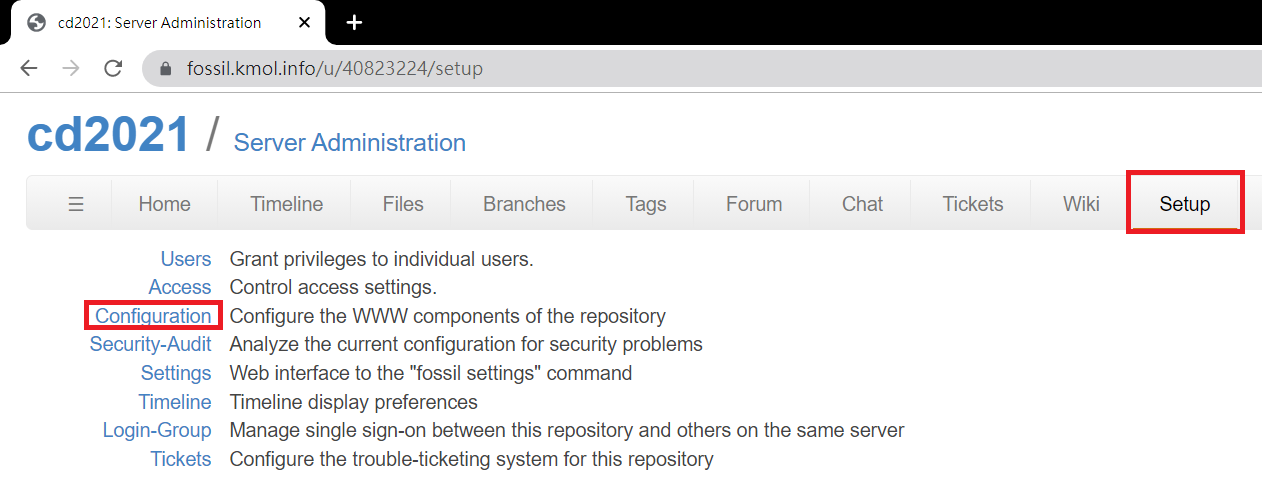 cd2021: Server Administration
fossil.kmol.info/u/40823224/setup
cd2021 / Server Administration
☰ Home Timeline Files Branches Tags Forum Chat Tickets Wiki Setup
Users Grant privileges to individual users.
Access Control access settings.
Configuration Configure the WWW components of the repository
Security-Audit Analyze the current configuration for security problems
Settings Web interface to the "fossil settings" command
Timeline Timeline display preferences
Login-Group Manage single sign-on between this repository and others on the same server
Tickets Configure the trouble-ticketing system for this repository